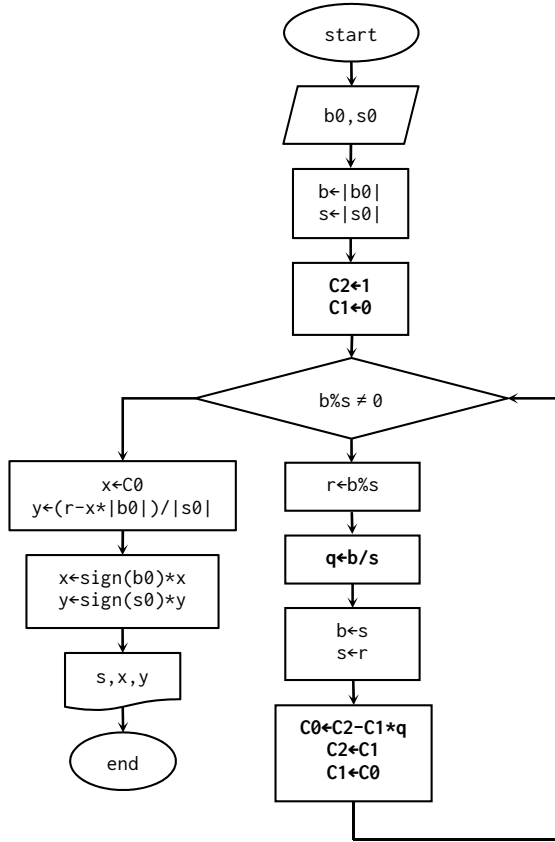 start
b0,s0
b←|b0|
s←|s0|
C2←1
C1←0
b%s ≠ 0
x←C0
y←(r-x*|b0|)/|s0|
x←sign(b0)*x
y←sign(s0)*y
s,x,y
end
r←b%s
q←b/s
b←s
s←r
C0←C2-C1*q
C2←C1
C1←C0